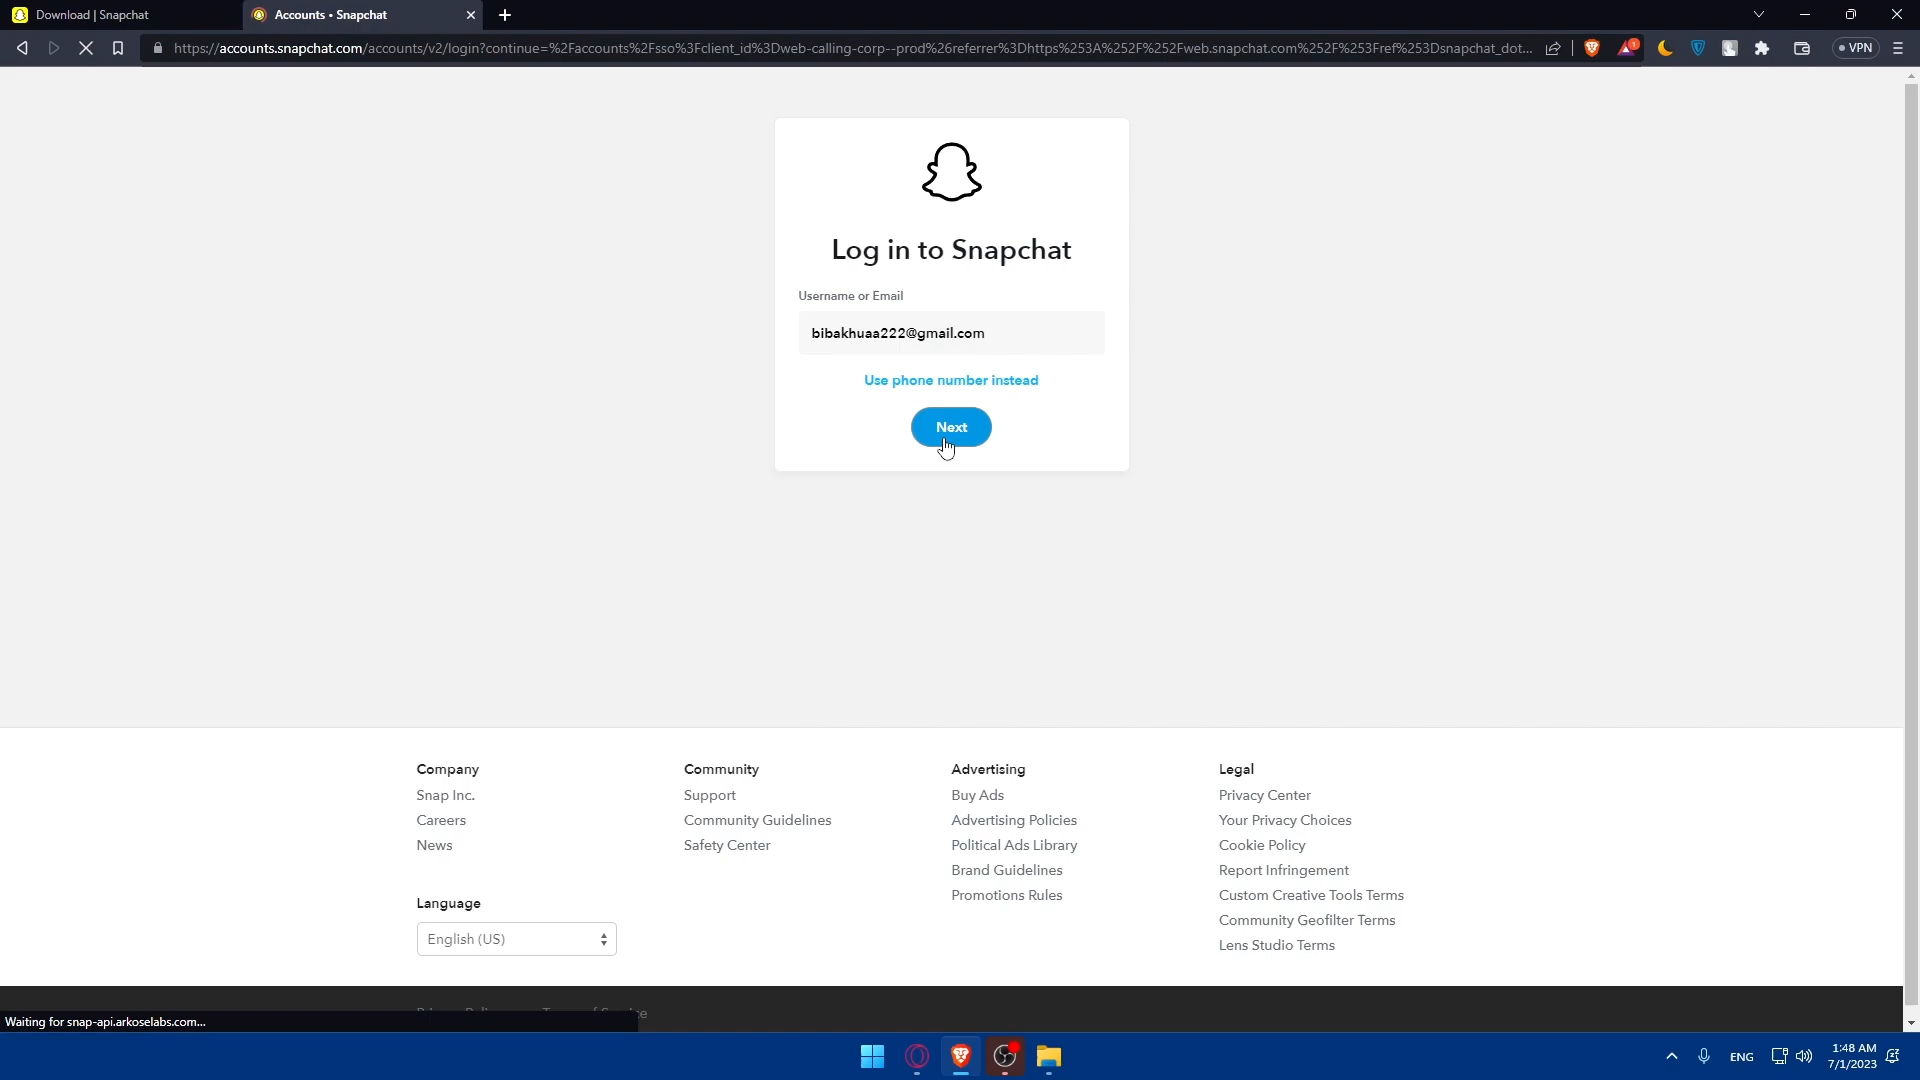 Download | Snapchat
Accounts • Snapchat
https://accounts.snapchat.com/accounts/v2/login?continue=%2Faccounts%2Fsso%3Fclient_id%3Dweb-calling-corp--prod%26referrer%3Dhttps%253A%252F%252Fweb.snapchat.com%252F%253Fref%253Dsnapchat_dot...
1
VPN
Log in to Snapchat
Username or Email
bibakhuaa222@gmail.com
Use phone number instead
Next
Company
Snap Inc.
Careers
News
Community
Support
Community Guidelines
Safety Center
Advertising
Buy Ads
Advertising Policies
Political Ads Library
Brand Guidelines
Promotions Rules
Legal
Privacy Center
Your Privacy Choices
Cookie Policy
Report Infringement
Custom Creative Tools Terms
Community Geofilter Terms
Lens Studio Terms
Language
English (US)
Waiting for snap-api.arkoselabs.com...
ENG
1:48 AM
7/1/2023